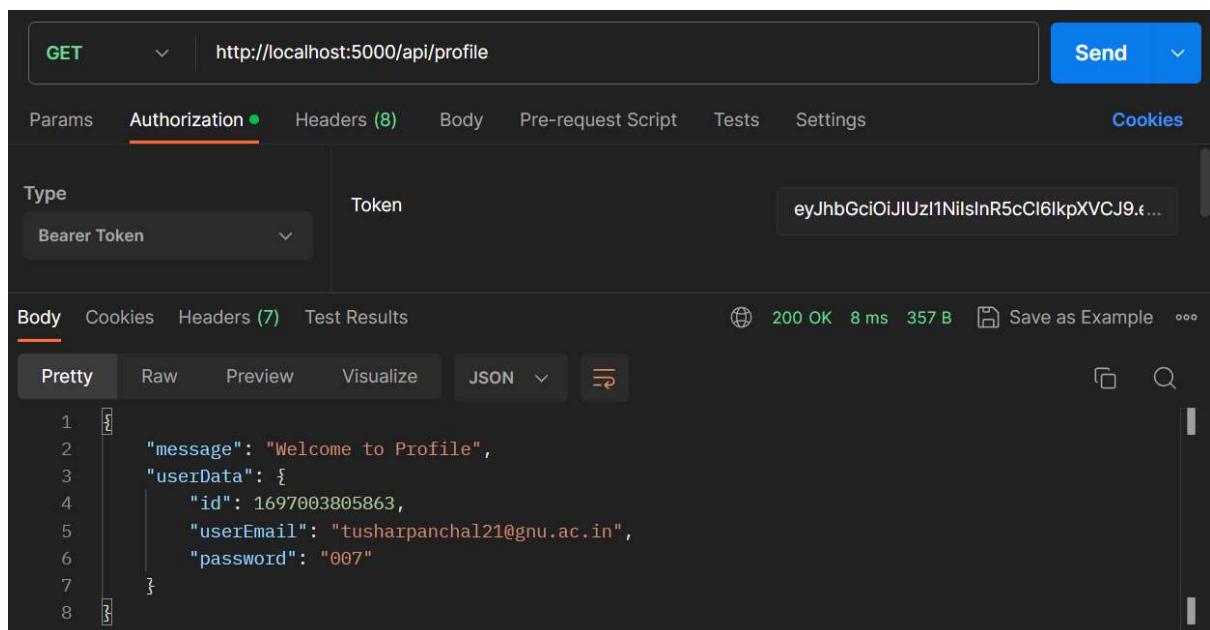 GET http://localhost:5000/api/profile Send
Params Authorization Headers (8) Body Pre-request Script Tests Settings Cookies
Type
Token eyJhbGciOiJIUzI1NiIsInR5cCI6IkpXVCJ9.e...
Bearer Token
Body Cookies Headers (7) Test Results 200 OK 8 ms 357 B Save as Example
Pretty Raw Preview Visualize JSON
1 {
2 "message": "Welcome to Profile",
3 "userData": {
4 "id": 1697003805863,
5 "userEmail": "tusharpanchal21@gnu.ac.in",
6 "password": "007"
7 }
8 }